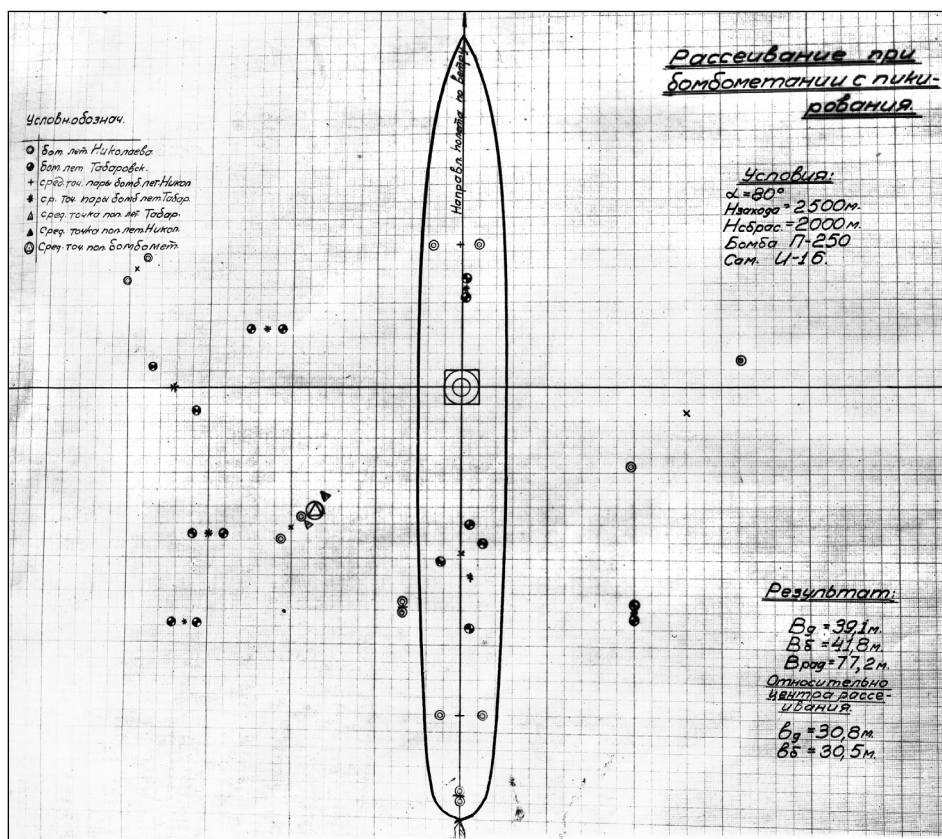 Рассеивание при
бомбометании с пики-
рования.
Направл. полета по ветру
Условн.обознач.
бом. лет. Николаева
бом. лет Табаровск.
сред. точ. пары бомб лет. Никол
ср. точ. пары бомб лет Табар.
сред. точка поп. лет. Табар.
Сред. точка поп. лет. Никол.
Сред. точ. поп. бомбомет.
Условия:
α = 80°
Hзахода = 2500м.
Hсбрас. = 2000м.
Бомба П-250
Сам. И-16.
Результат:
Вд = 39,1м.
Вб = 41,8м.
Врад = 77,2м.
Относительно
центра рассе-
ивания.
вд = 30,8м.
вб = 30,5м.